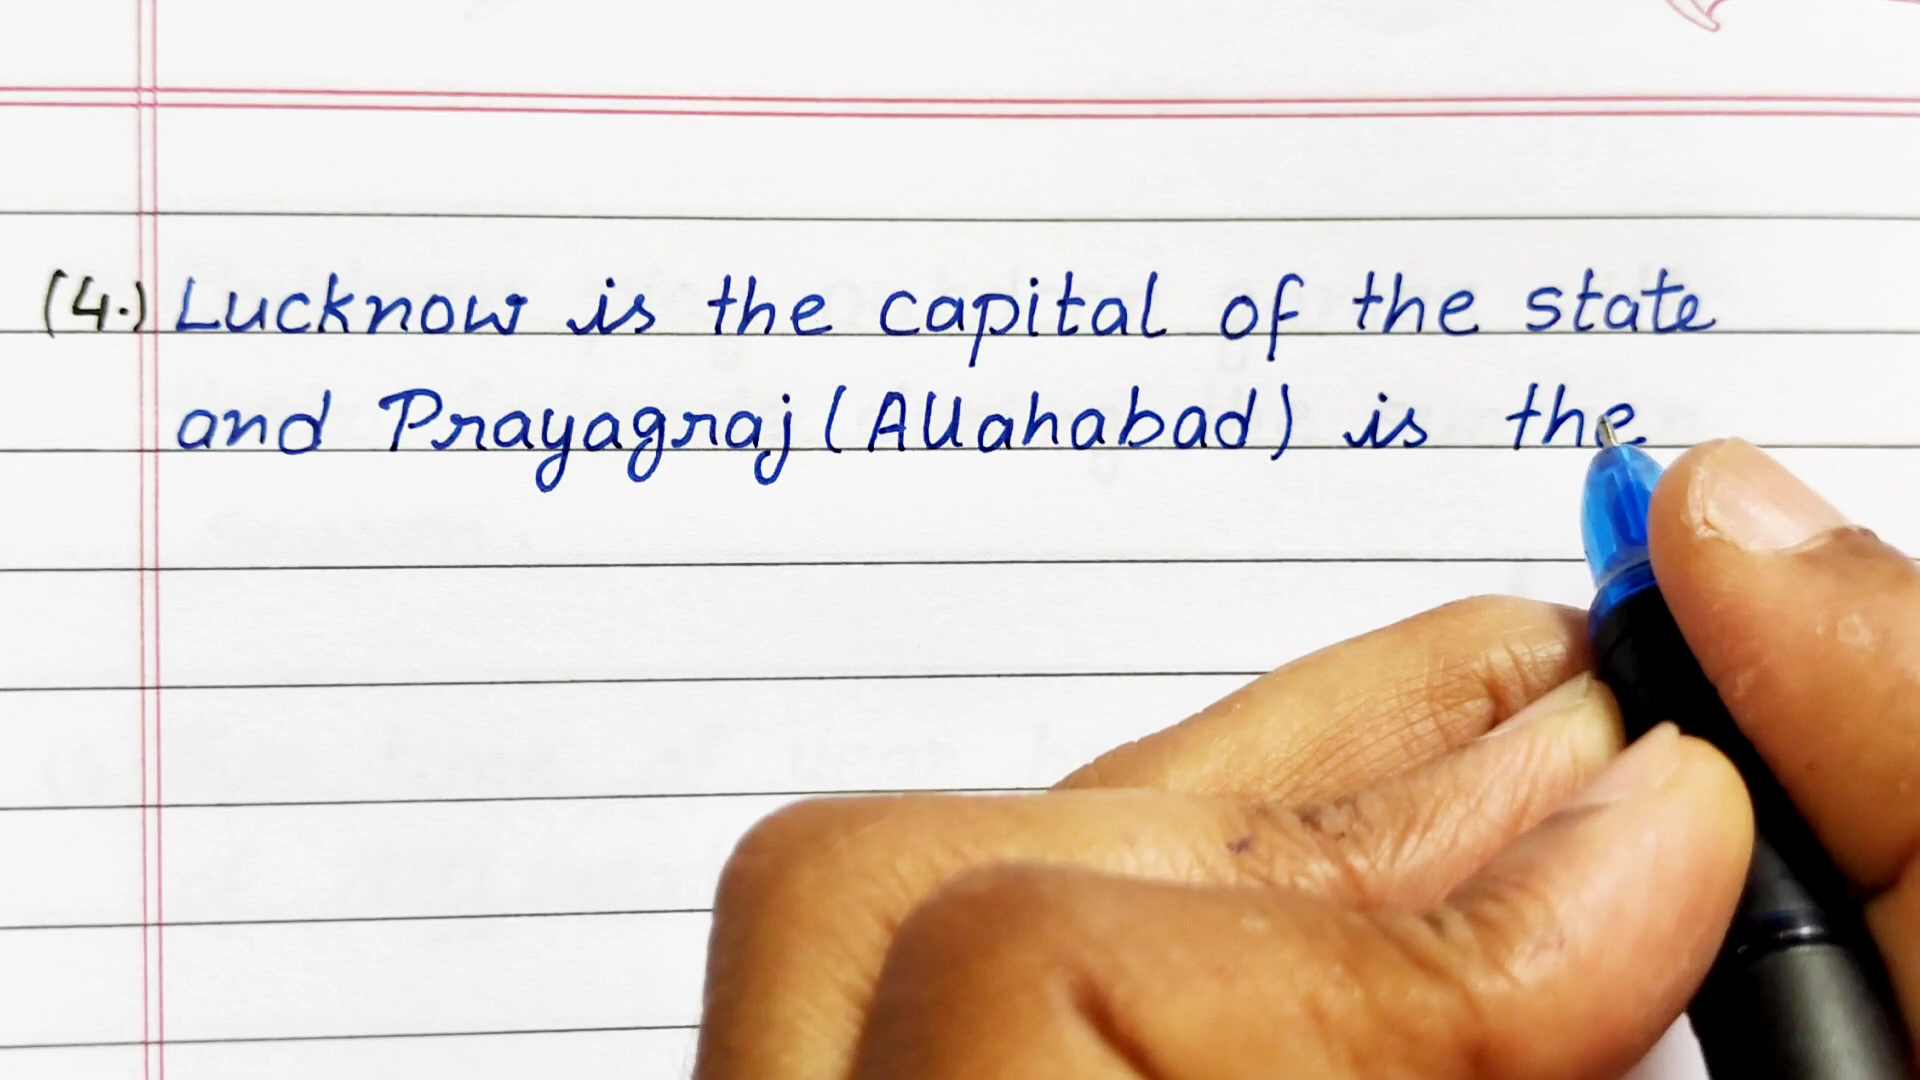 (4.) Lucknow is the capital of the state
and Prayagraj (Allahabad) is the